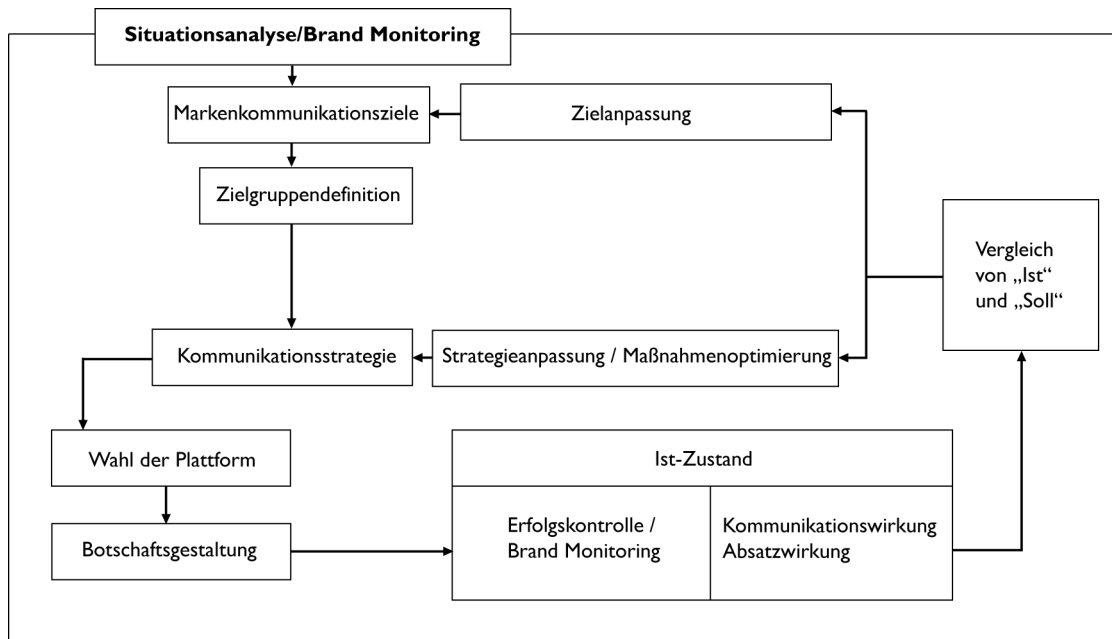 Situationsanalyse/Brand Monitoring
Markenkommunikationsziele
Zielanpassung
Zielgruppendefinition
Vergleich
von „Ist“
und „Soll“
Kommunikationsstrategie
Strategieanpassung / Maßnahmenoptimierung
Wahl der Plattform
Ist-Zustand
Botschaftsgestaltung
Erfolgskontrolle /
Brand Monitoring
Kommunikationswirkung
Absatzwirkung